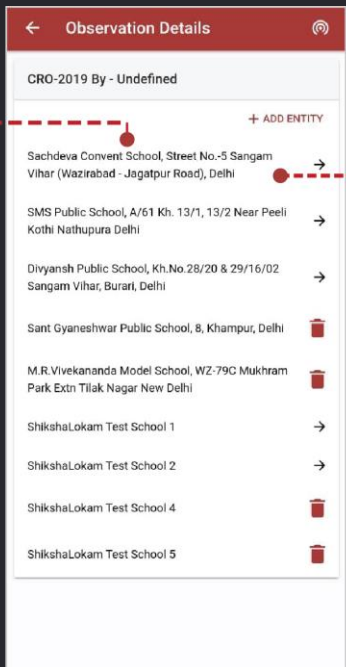 Observation Details
CRO-2019 By - Undefined
+ ADD ENTITY
Sachdeva Convent School, Street No.-5 Sangam
Vihar (Wazirabad - Jagatpur Road), Delhi
SMS Public School, A/61 Kh. 13/1, 13/2 Near Peeli
Kothi Nathupura Delhi
Divyansh Public School, Kh.No.28/20 & 29/16/02
Sangam Vihar, Burari, Delhi
Sant Gyaneshwar Public School, 8, Khampur, Delhi
M.R.Vivekananda Model School, WZ-79C Mukhram
Park Extn Tilak Nagar New Delhi
ShikshaLokam Test School 1
ShikshaLokam Test School 2
ShikshaLokam Test School 4
ShikshaLokam Test School 5